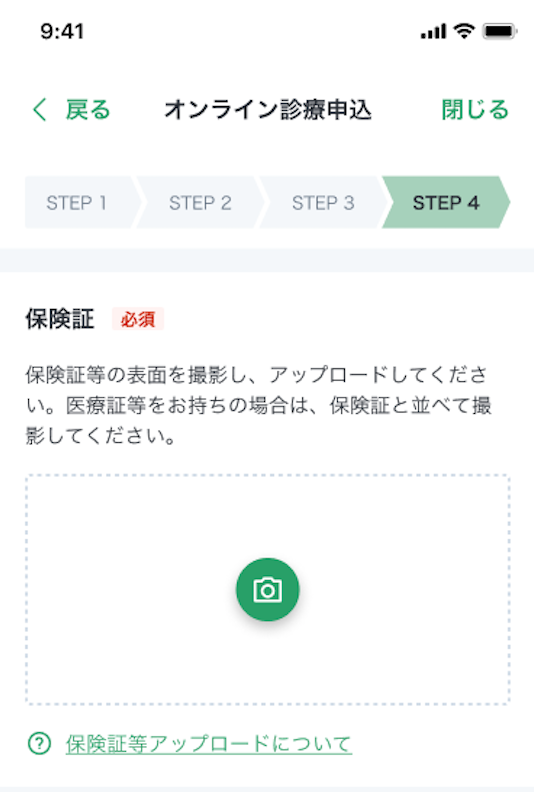 9:41
戻る オンライン診療申込 閉じる
STEP 1 STEP 2 STEP 3 STEP 4
保険証 必須
保険証等の表面を撮影し、アップロードしてくださ
い。医療証等をお持ちの場合は、保険証と並べて撮
影してください。
保険証等アップロードについて